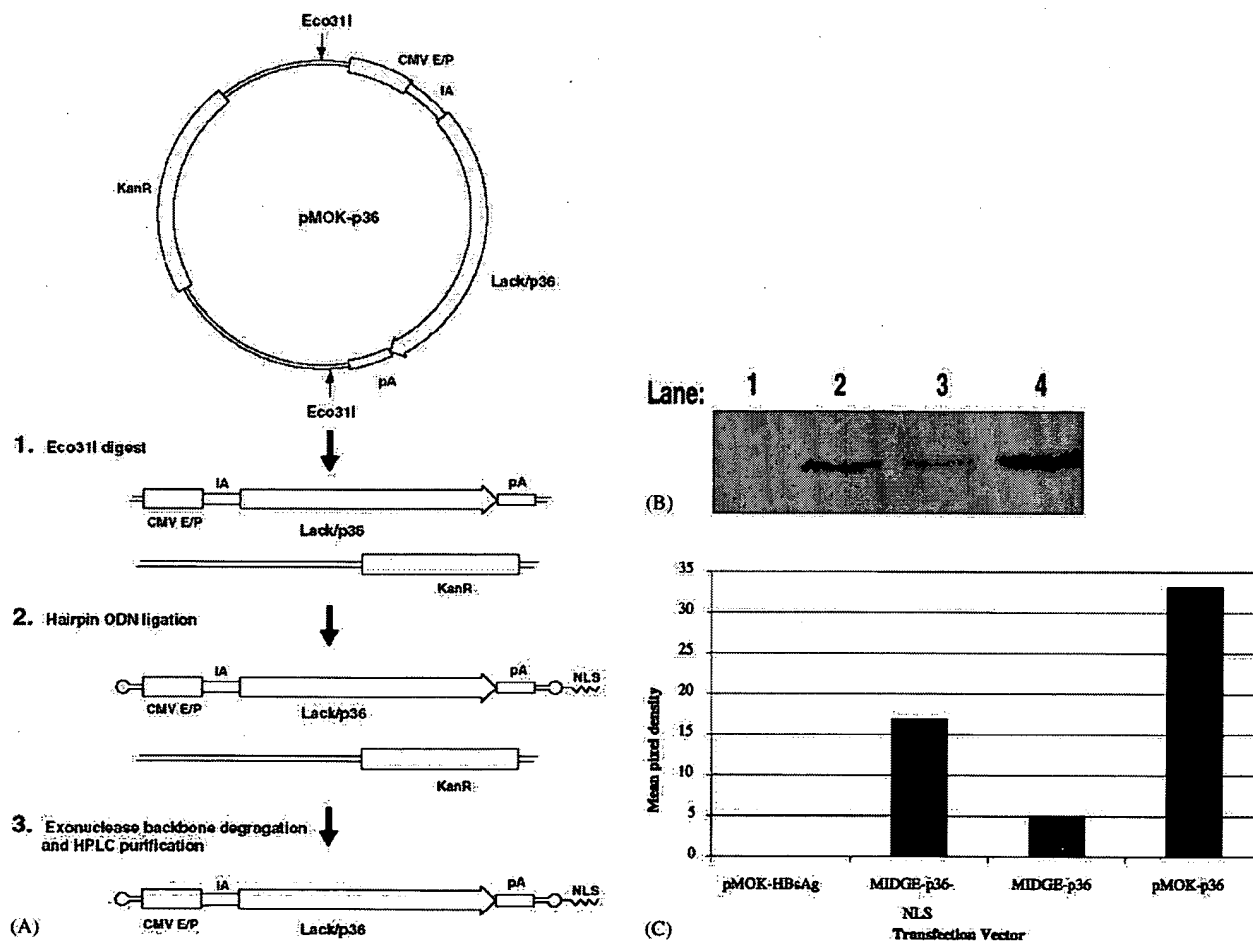 Eco31I
CMV E/P
IA
KanR
pMOK-p36
Lack/p36
pA
Eco31I
1. Eco31I digest
IA
pA
CMV E/P
Lack/p36
KanR
2. Hairpin ODN ligation
IA
pA
NLS
CMV E/P
Lack/p36
KanR
3. Exonuclease backbone degragation
and HPLC purification
IA
pA
NLS
CMV E/P
Lack/p36
(A)
Lane: 1 2 3 4
(B)
35
30
25
20
15
10
5
0
Mean pixel density
pMOK-HBsAg MIDGE-p36-. MIDGE-p36 pMOK-p36
NLS
Transfection Vector
(C)